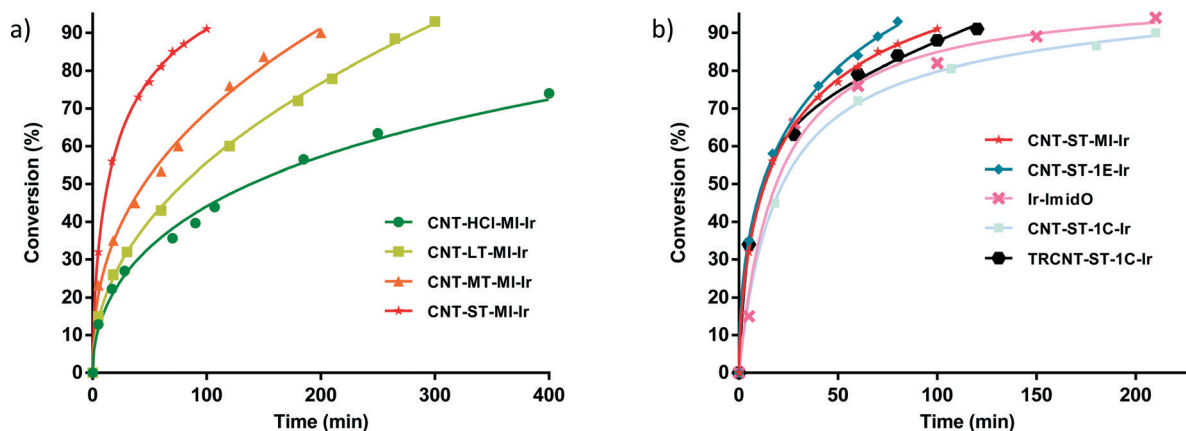 a)
Conversion (%)
90
80
70
60
50
40
30
20
10
0
0 100 200 300 400
Time (min)
CNT-HCl-MI-Ir
CNT-LT-MI-Ir
CNT-MT-MI-Ir
CNT-ST-MI-Ir
b)
Conversion (%)
90
80
70
60
50
40
30
20
10
0
0 50 100 150 200
Time (min)
CNT-ST-MI-Ir
CNT-ST-1E-Ir
Ir-ImidO
CNT-ST-1C-Ir
TRCNT-ST-1C-Ir